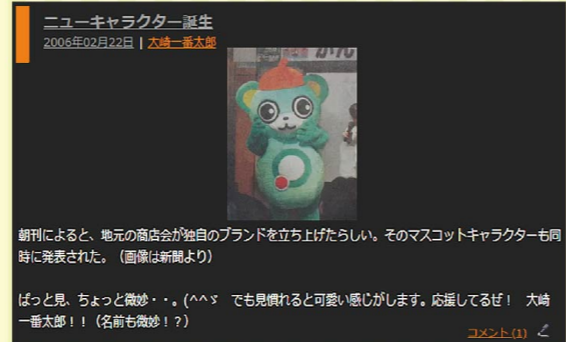 ニューキャラクター誕生
2006年02月22日 | 大崎一番太郎
がん
朝刊によると、地元の商店会が独自のブランドを立ち上げたらしい。そのマスコットキャラクターも同
時に発表された。（画像は新聞より）
ぱっと見、ちょっと微妙・・。(^^ゞ　でも見慣れると可愛い感じがします。応援してるぜ！　大崎
一番太郎！！（名前も微妙！？）
コメント (1)